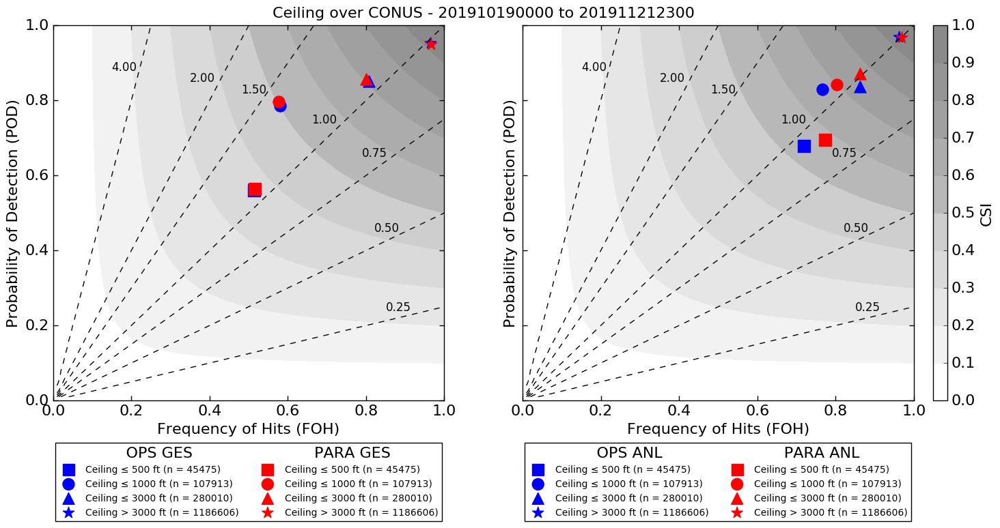 Ceiling over CONUS - 201910190000 to 201911212300
1.0
0.8
0.6
0.4
0.2
0.0
Probability of Detection (POD)
4.00
2.00
1.50
1.00
0.75
0.50
0.25
0.0
0.2
0.4
0.6
0.8
1.0
Frequency of Hits (FOH)
OPS GES
Ceiling ≤ 500 ft (n = 45475)
Ceiling ≤ 1000 ft (n = 107913)
Ceiling ≤ 3000 ft (n = 280010)
Ceiling > 3000 ft (n = 1186606)
PARA GES
Ceiling ≤ 500 ft (n = 45475)
Ceiling ≤ 1000 ft (n = 107913)
Ceiling ≤ 3000 ft (n = 280010)
Ceiling > 3000 ft (n = 1186606)
Probability of Detection (POD)
4.00
2.00
1.50
1.00
0.75
0.50
0.25
0.0
0.2
0.4
0.6
0.8
1.0
Frequency of Hits (FOH)
OPS ANL
Ceiling ≤ 500 ft (n = 45475)
Ceiling ≤ 1000 ft (n = 107913)
Ceiling ≤ 3000 ft (n = 280010)
Ceiling > 3000 ft (n = 1186606)
PARA ANL
Ceiling ≤ 500 ft (n = 45475)
Ceiling ≤ 1000 ft (n = 107913)
Ceiling ≤ 3000 ft (n = 280010)
Ceiling > 3000 ft (n = 1186606)
1.0
0.9
0.8
0.7
0.6
0.5
0.4
0.3
0.2
0.1
0.0
CSI